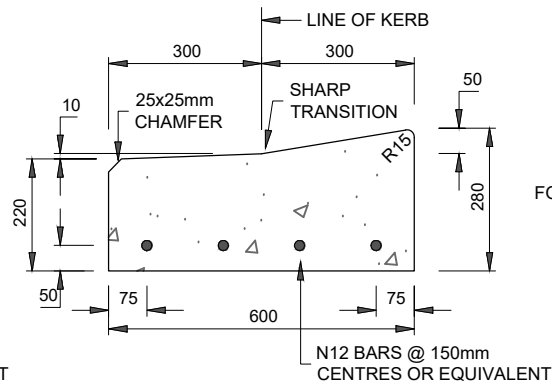 LINE OF KERB
300
300
50
10
25x25mm
CHAMFER
SHARP
TRANSITION
R15
220
280
FO
50
75
75
600
N12 BARS @ 150mm
CENTRES OR EQUIVALENT
T